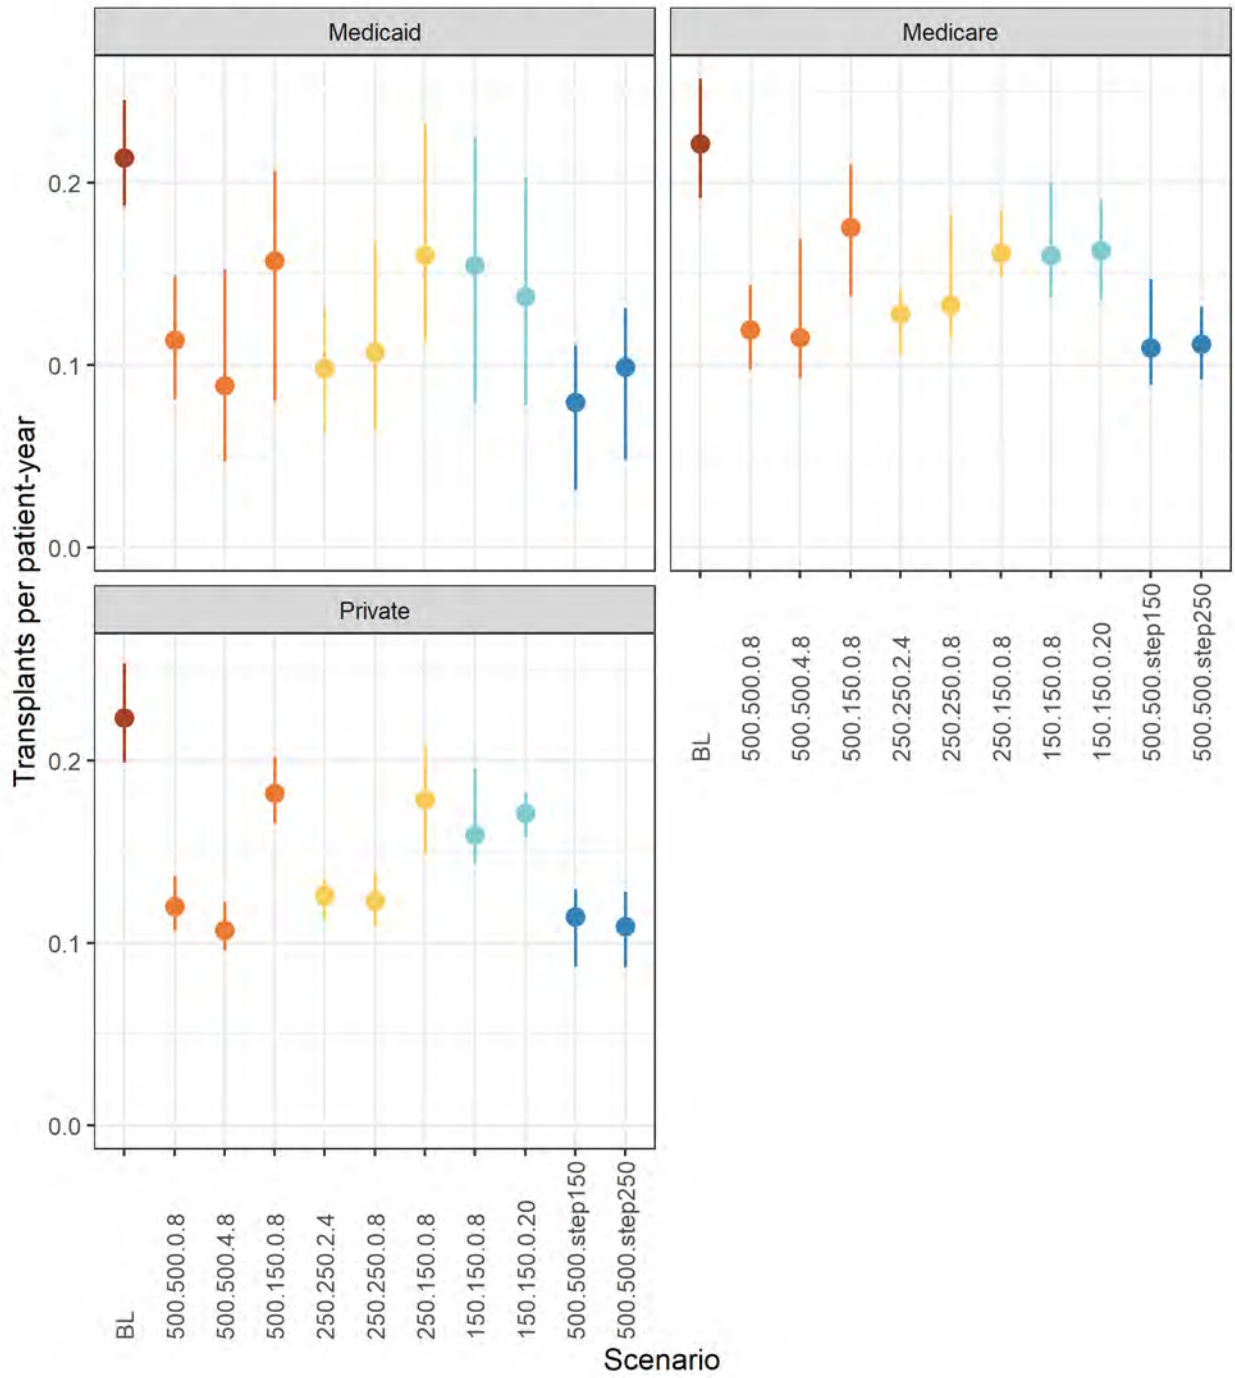 Medicaid
Medicare
Transplants per patient-year
0.2
0.1
0.0
BL
500.500.0.8
500.500.4.8
500.150.0.8
250.250.2.4
250.250.0.8
250.150.0.8
150.150.0.8
150.150.0.20
500.500.step150
500.500.step250
Private
0.2
0.1
0.0
BL
500.500.0.8
500.500.4.8
500.150.0.8
250.250.2.4
250.250.0.8
250.150.0.8
150.150.0.8
150.150.0.20
500.500.step150
500.500.step250
Scenario